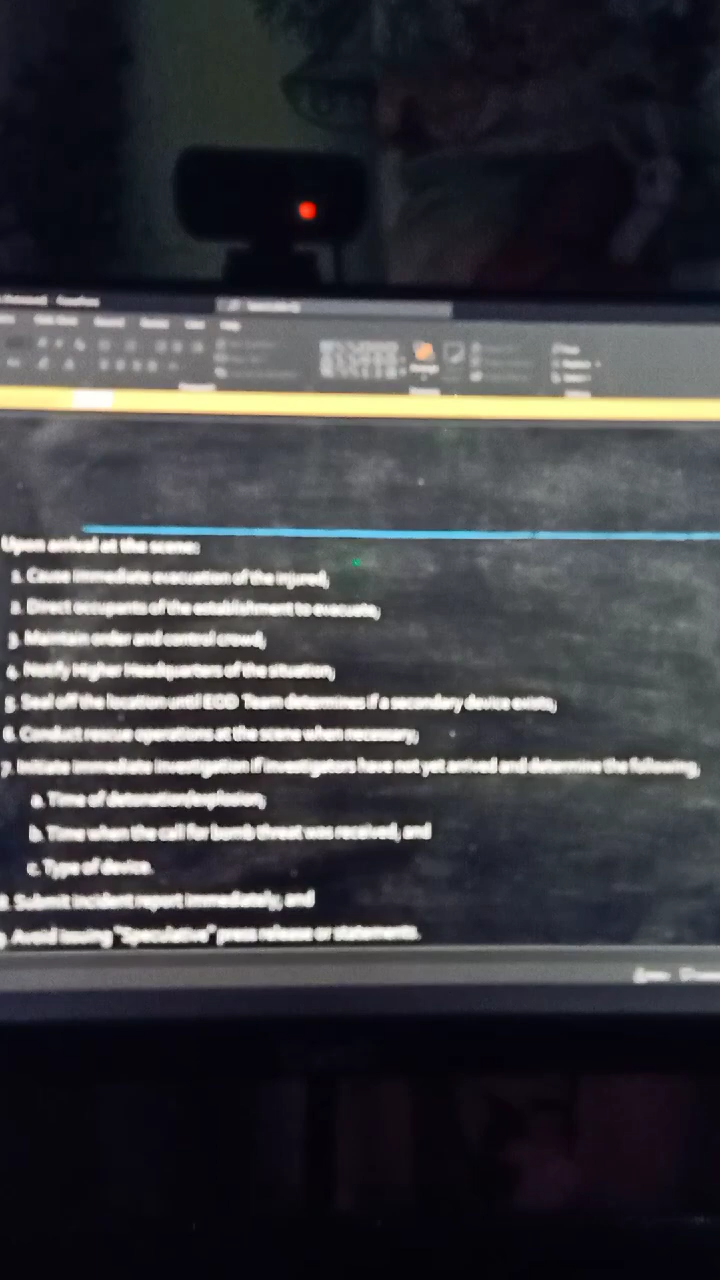 Upon arrival at the scene:
1. Cause immediate evacuation of the injured;
2. Direct occupants of the establishment to evacuate;
3. Maintain order and control crowd;
4. Notify Higher Headquarters of the situation;
5. Seal off the location until EOD Team determines if a secondary device exists;
6. Conduct rescue operations at the scene when necessary;
7. Initiate immediate investigation if investigators have not yet arrived and determine the following;
a. Time of detonation/explosion;
b. Time when the call for bomb threat was received; and
c. Type of device.
8. Submit incident report immediately; and
9. Avoid issuing "Speculative" press release or statements.